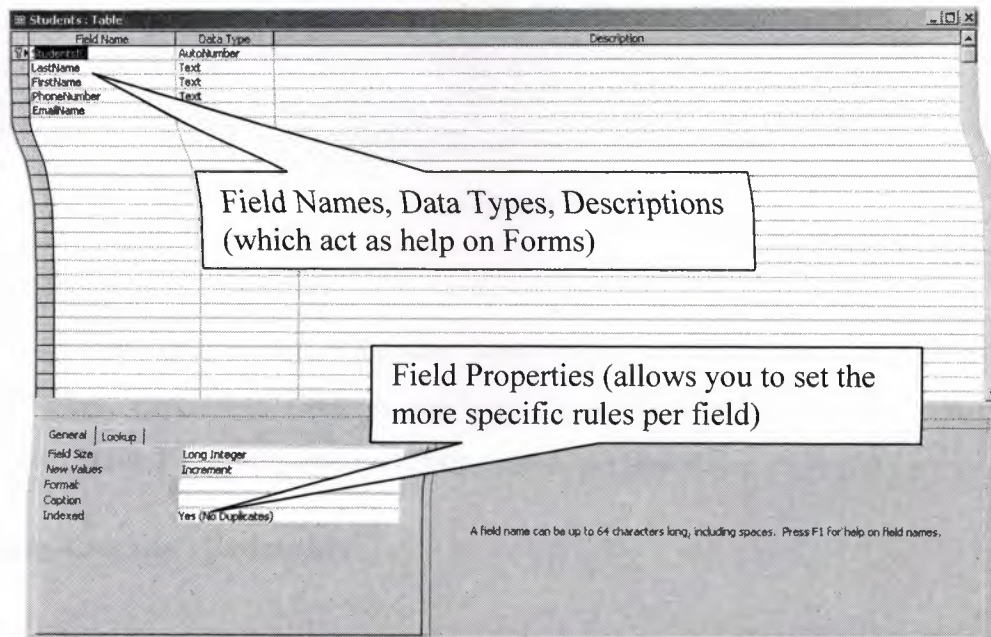 Students : Table
Field Name Data Type Description
StudentsID AutoNumber
LastName Text
FirstName Text
PhoneNumber Text
EmailName
Field Names, Data Types, Descriptions
(which act as help on Forms)
Field Properties (allows you to set the
more specific rules per field)
General Lookup
Field Size Long Integer
New Values Increment
Format
Caption
Indexed Yes (No Duplicates)
A field name can be up to 64 characters long, including spaces. Press F1 for help on field names.